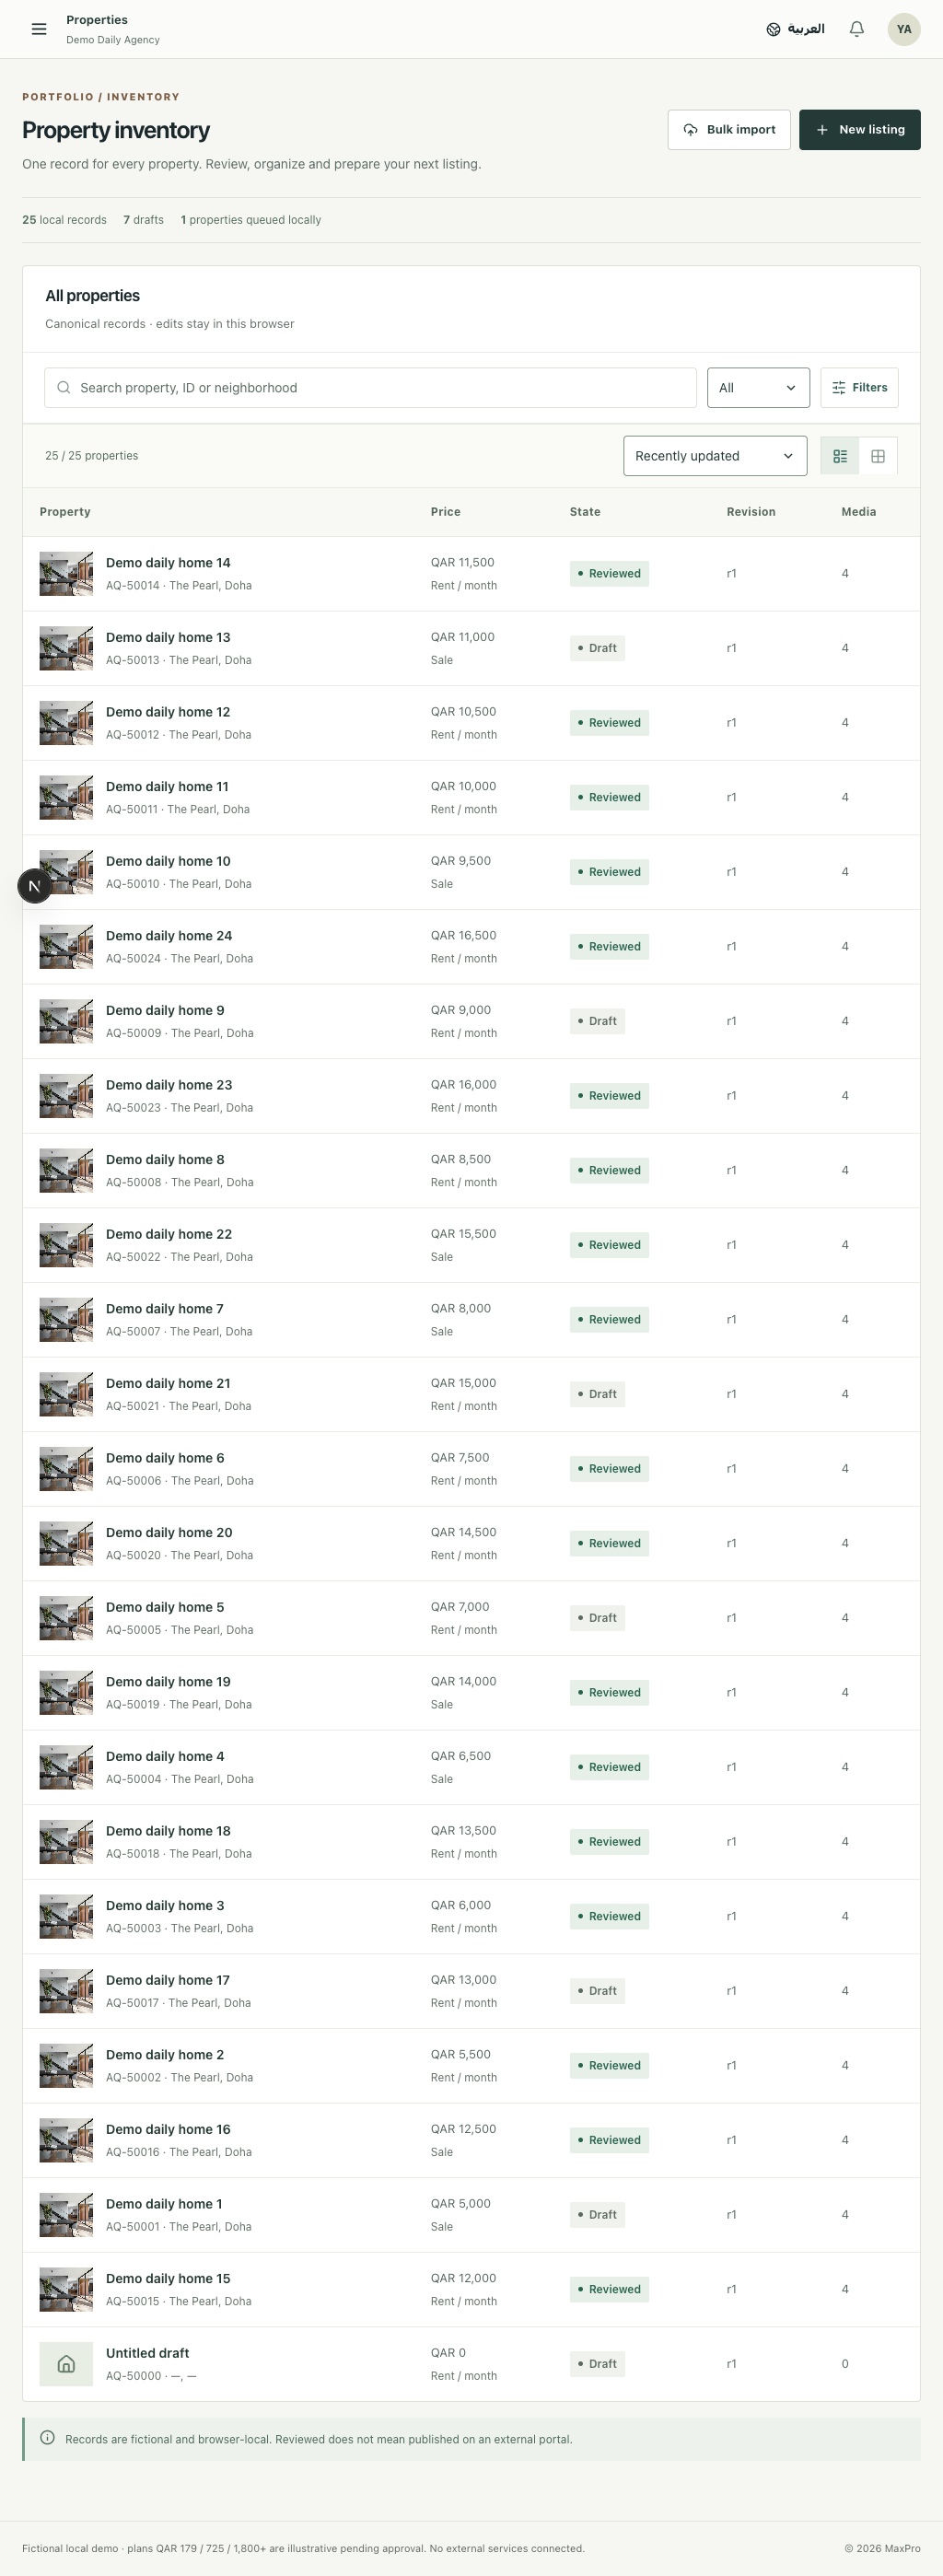 Properties
Demo Daily Agency
العربية
YA
PORTFOLIO / INVENTORY
Property inventory
Bulk import
New listing
One record for every property. Review, organize and prepare your next listing.
25 local records 7 drafts 1 properties queued locally
All properties
Canonical records · edits stay in this browser
Search property, ID or neighborhood
All
Filters
25 / 25 properties
Recently updated
Property Price State Revision Media
Demo daily home 14
AQ-50014 · The Pearl, Doha
QAR 11,500
Rent / month
Reviewed
r1
4
Demo daily home 13
AQ-50013 · The Pearl, Doha
QAR 11,000
Sale
Draft
r1
4
Demo daily home 12
AQ-50012 · The Pearl, Doha
QAR 10,500
Rent / month
Reviewed
r1
4
Demo daily home 11
AQ-50011 · The Pearl, Doha
QAR 10,000
Rent / month
Reviewed
r1
4
N
Demo daily home 10
AQ-50010 · The Pearl, Doha
QAR 9,500
Sale
Reviewed
r1
4
Demo daily home 24
AQ-50024 · The Pearl, Doha
QAR 16,500
Rent / month
Reviewed
r1
4
Demo daily home 9
AQ-50009 · The Pearl, Doha
QAR 9,000
Rent / month
Draft
r1
4
Demo daily home 23
AQ-50023 · The Pearl, Doha
QAR 16,000
Rent / month
Reviewed
r1
4
Demo daily home 8
AQ-50008 · The Pearl, Doha
QAR 8,500
Rent / month
Reviewed
r1
4
Demo daily home 22
AQ-50022 · The Pearl, Doha
QAR 15,500
Sale
Reviewed
r1
4
Demo daily home 7
AQ-50007 · The Pearl, Doha
QAR 8,000
Sale
Reviewed
r1
4
Demo daily home 21
AQ-50021 · The Pearl, Doha
QAR 15,000
Rent / month
Draft
r1
4
Demo daily home 6
AQ-50006 · The Pearl, Doha
QAR 7,500
Rent / month
Reviewed
r1
4
Demo daily home 20
AQ-50020 · The Pearl, Doha
QAR 14,500
Rent / month
Reviewed
r1
4
Demo daily home 5
AQ-50005 · The Pearl, Doha
QAR 7,000
Rent / month
Draft
r1
4
Demo daily home 19
AQ-50019 · The Pearl, Doha
QAR 14,000
Sale
Reviewed
r1
4
Demo daily home 4
AQ-50004 · The Pearl, Doha
QAR 6,500
Sale
Reviewed
r1
4
Demo daily home 18
AQ-50018 · The Pearl, Doha
QAR 13,500
Rent / month
Reviewed
r1
4
Demo daily home 3
AQ-50003 · The Pearl, Doha
QAR 6,000
Rent / month
Reviewed
r1
4
Demo daily home 17
AQ-50017 · The Pearl, Doha
QAR 13,000
Rent / month
Draft
r1
4
Demo daily home 2
AQ-50002 · The Pearl, Doha
QAR 5,500
Rent / month
Reviewed
r1
4
Demo daily home 16
AQ-50016 · The Pearl, Doha
QAR 12,500
Sale
Reviewed
r1
4
Demo daily home 1
AQ-50001 · The Pearl, Doha
QAR 5,000
Sale
Draft
r1
4
Demo daily home 15
AQ-50015 · The Pearl, Doha
QAR 12,000
Rent / month
Reviewed
r1
4
Untitled draft
AQ-50000 · —, —
QAR 0
Rent / month
Draft
r1
0
Records are fictional and browser-local. Reviewed does not mean published on an external portal.
Fictional local demo · plans QAR 179 / 725 / 1,800+ are illustrative pending approval. No external services connected.
© 2026 MaxPro